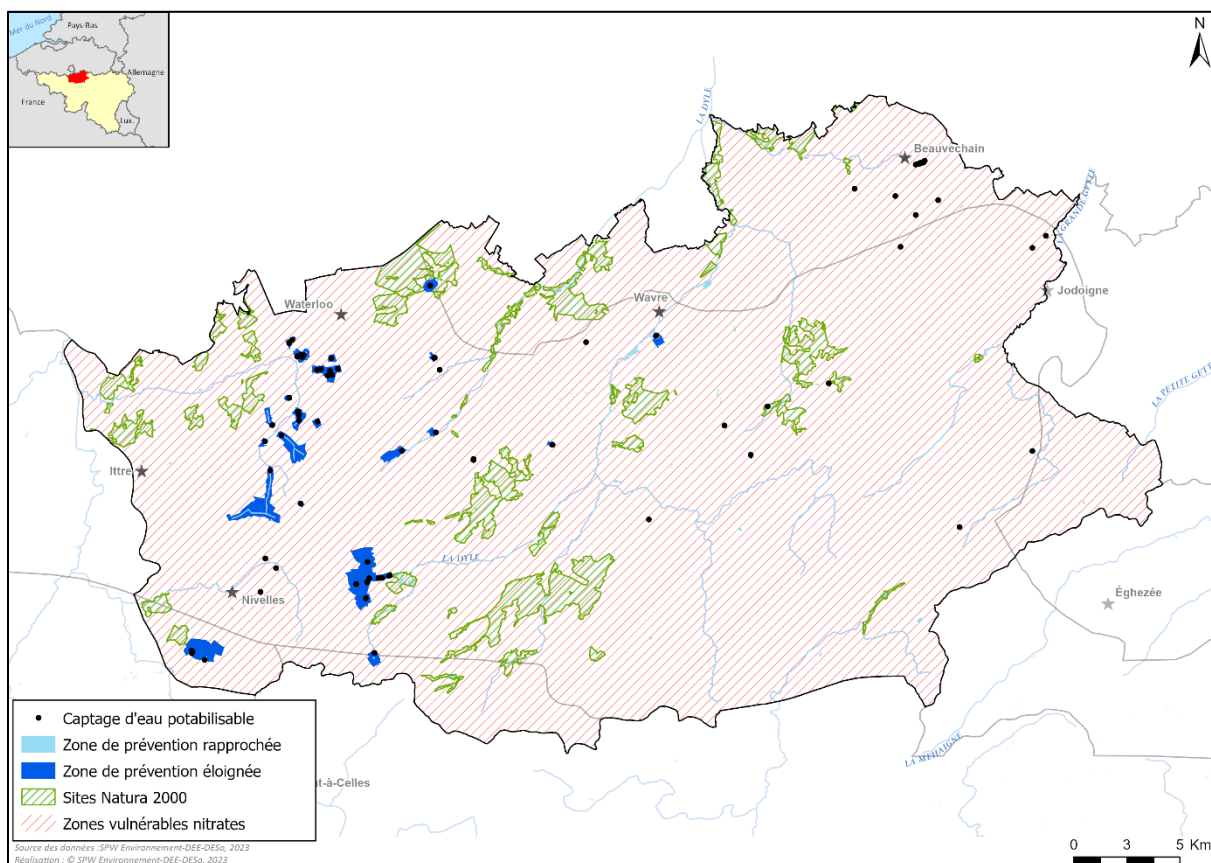 Mer du Nord
Pays-Bas
Allemagne
France
Lux.
N
LA DYLE
Beauvechain
LA GRANDE GETTE
Waterloo
Wavre
Jodoigne
LA PETITE GETTE
Ittre
LA DYLE
Nivelles
Éghezée
LA MEHAIGNE
Captage d'eau potabilisable
Zone de prévention rapprochée
Zone de prévention éloignée
Sites Natura 2000
Zones vulnérables nitrates
nt-à-Celles
Source des données :SPW Environnement-DEE-DESo, 2023
Réalisation : © SPW Environnement-DEE-DESo, 2023
0 3 5 Km